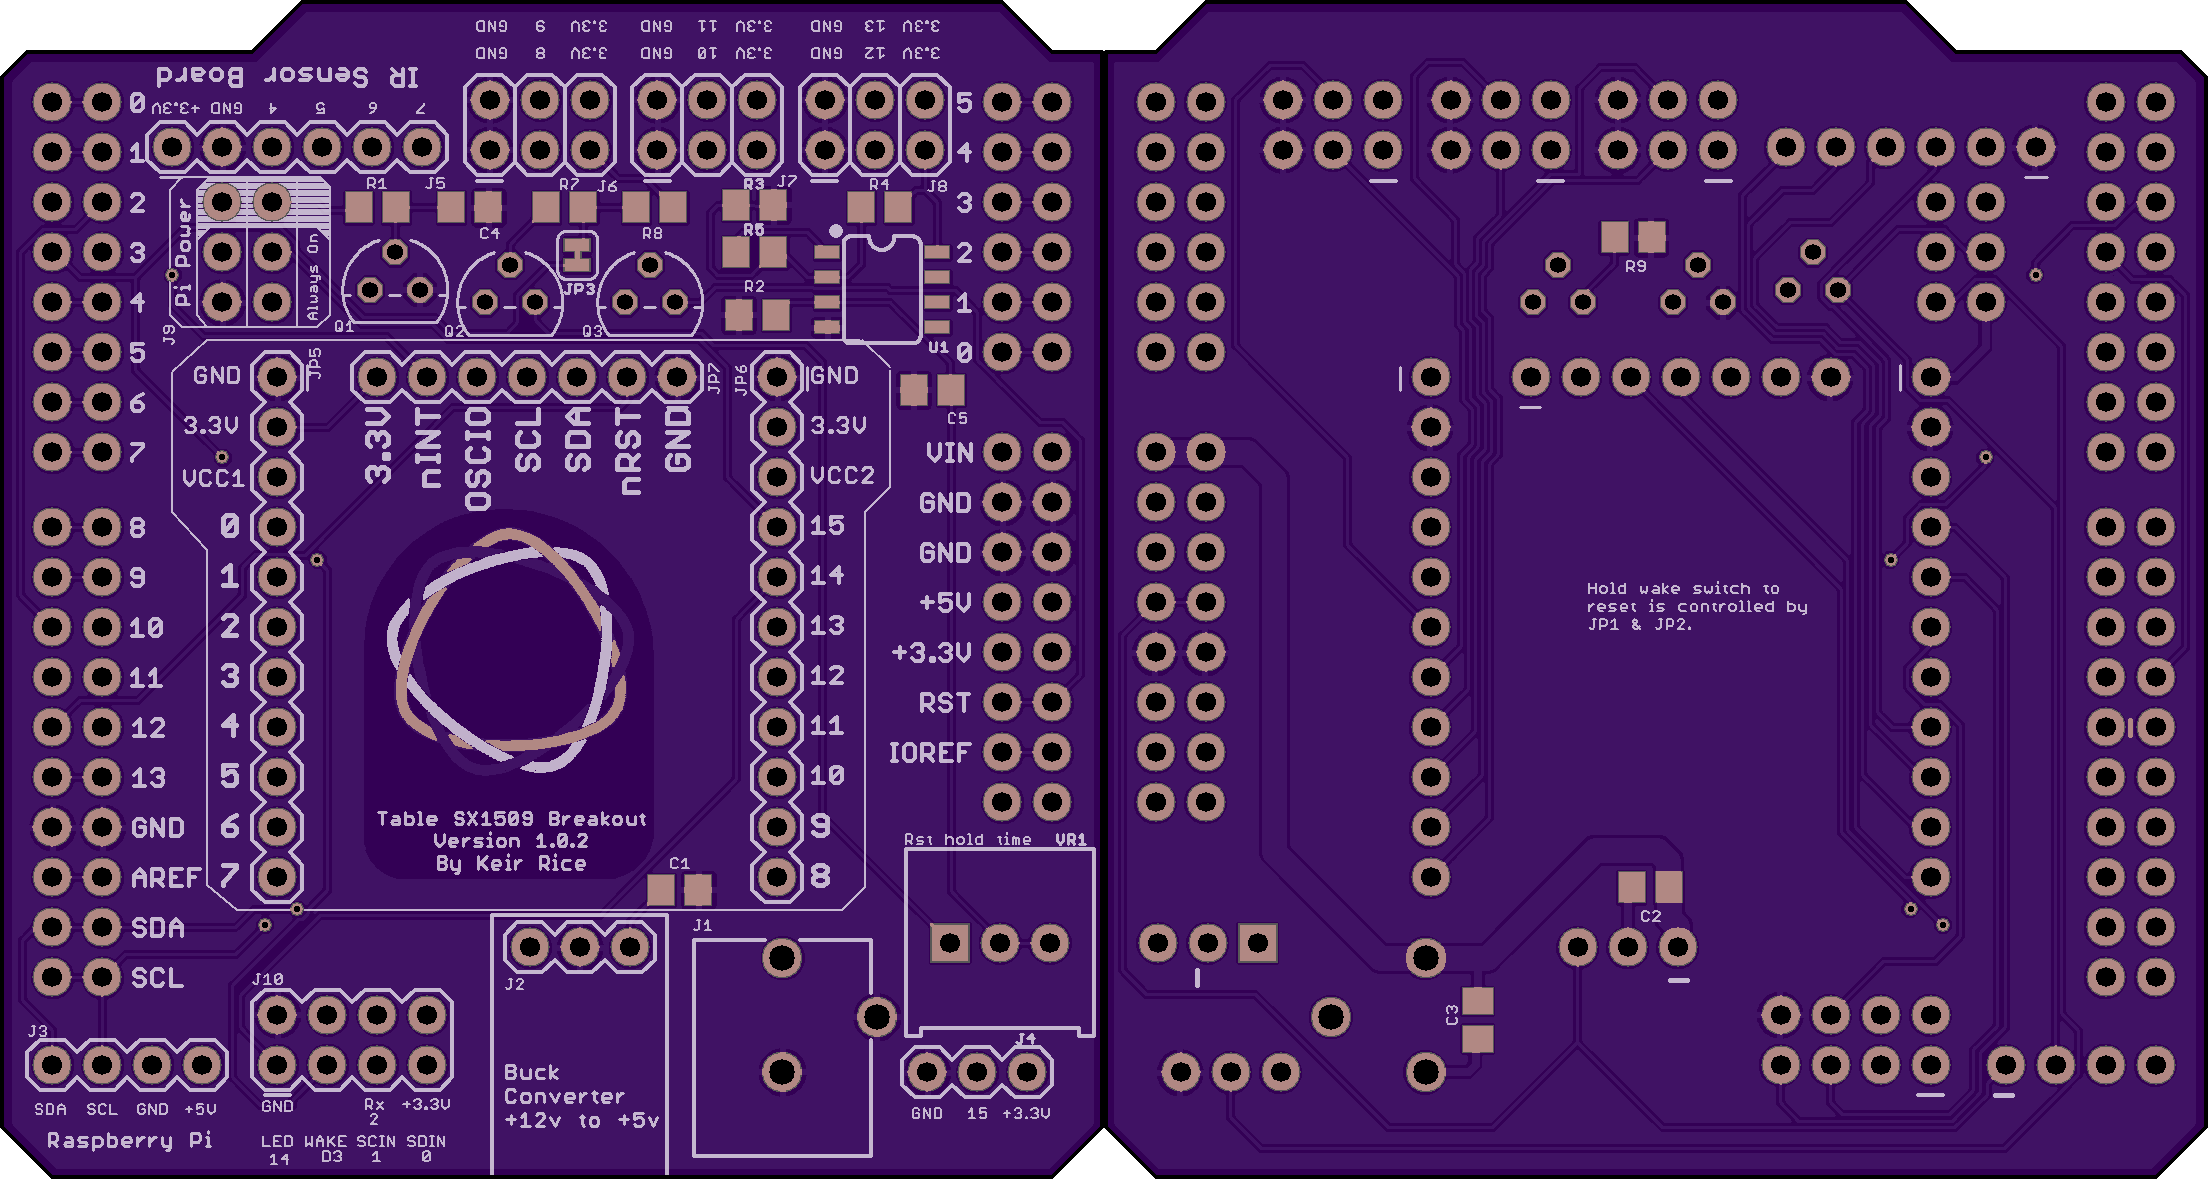 GND 9 3.3V GND 11 3.3V GND 13 3.3V
GND 8 3.3V GND 10 3.3V GND 12 3.3V
IR Sensor Board
+3.3V GND 4 5 6 7
0
1
2
3
4
5
6
7
8
9
10
11
12
13
GND
AREF
SDA
SCL
5
4
3
2
1
0
VIN
GND
GND
+5V
+3.3V
RST
IOREF
R1 J5 C4 R7 J6 R8 R3 J7 R4 J8
R5
R2
Pi Power
Always On
J9
Q1 Q2 JP3 Q3 U1
C5
JP5
GND
3.3V
VCC1
0
1
2
3
4
5
6
7
3.3V
nINT
OSCIO
SCL
SDA
nRST
GND
JP7
JP6
GND
3.3V
VCC2
15
14
13
12
11
10
9
8
Table SX1509 Breakout
Version 1.0.2
By Keir Rice
C1
Rst hold time VR1
J1
J2
Buck
Converter
+12v to +5v
J3
SDA SCL GND +5V
Raspberry Pi
J10
GND Rx +3.3V
2
LED WAKE SCIN SDIN
14 D3 1 0
J4
GND 15 +3.3V
R9
Hold wake switch to
reset is controlled by
JP1 & JP2.
C2
C3